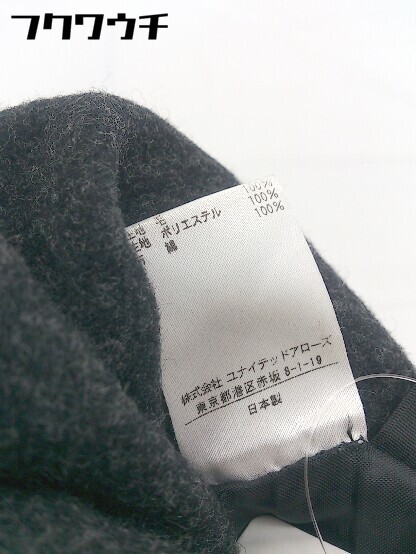 フクワウチ
生地 毛 100%
地 ポリエステル 100%
綿 100%
株式会社 ユナイテッドアローズ
東京都港区赤坂 8-1-19
日本製